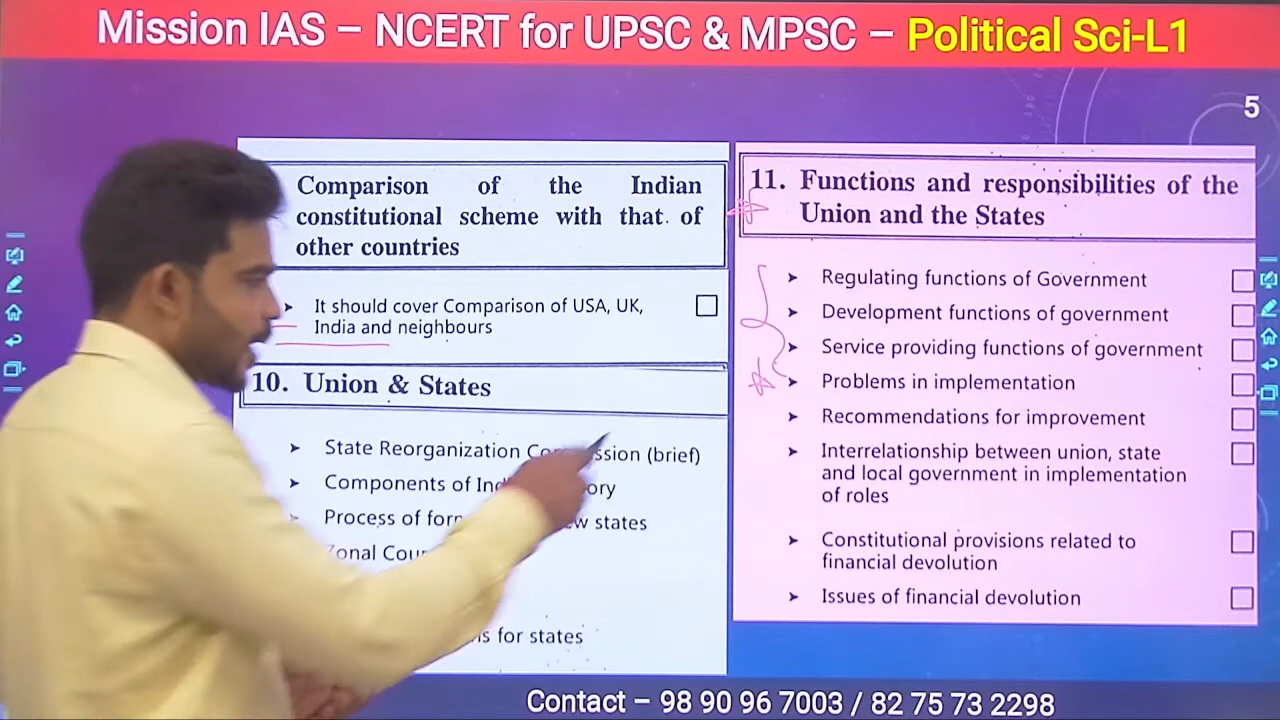 Mission IAS – NCERT for UPSC & MPSC – Political Sci-L1
5
Comparison of the Indian
constitutional scheme with that of
other countries
It should cover Comparison of USA, UK,
India and neighbours
10. Union & States
State Reorganization (brief)
Components of
Process of states
Zonal
for states
11. Functions and responsibilities of the
Union and the States
Regulating functions of Government
Development functions of government
Service providing functions of government
Problems in implementation
Recommendations for improvement
Interrelationship between union, state
and local government in implementation
of roles
Constitutional provisions related to
financial devolution
Issues of financial devolution
Contact – 98 90 96 7003 / 82 75 73 2298